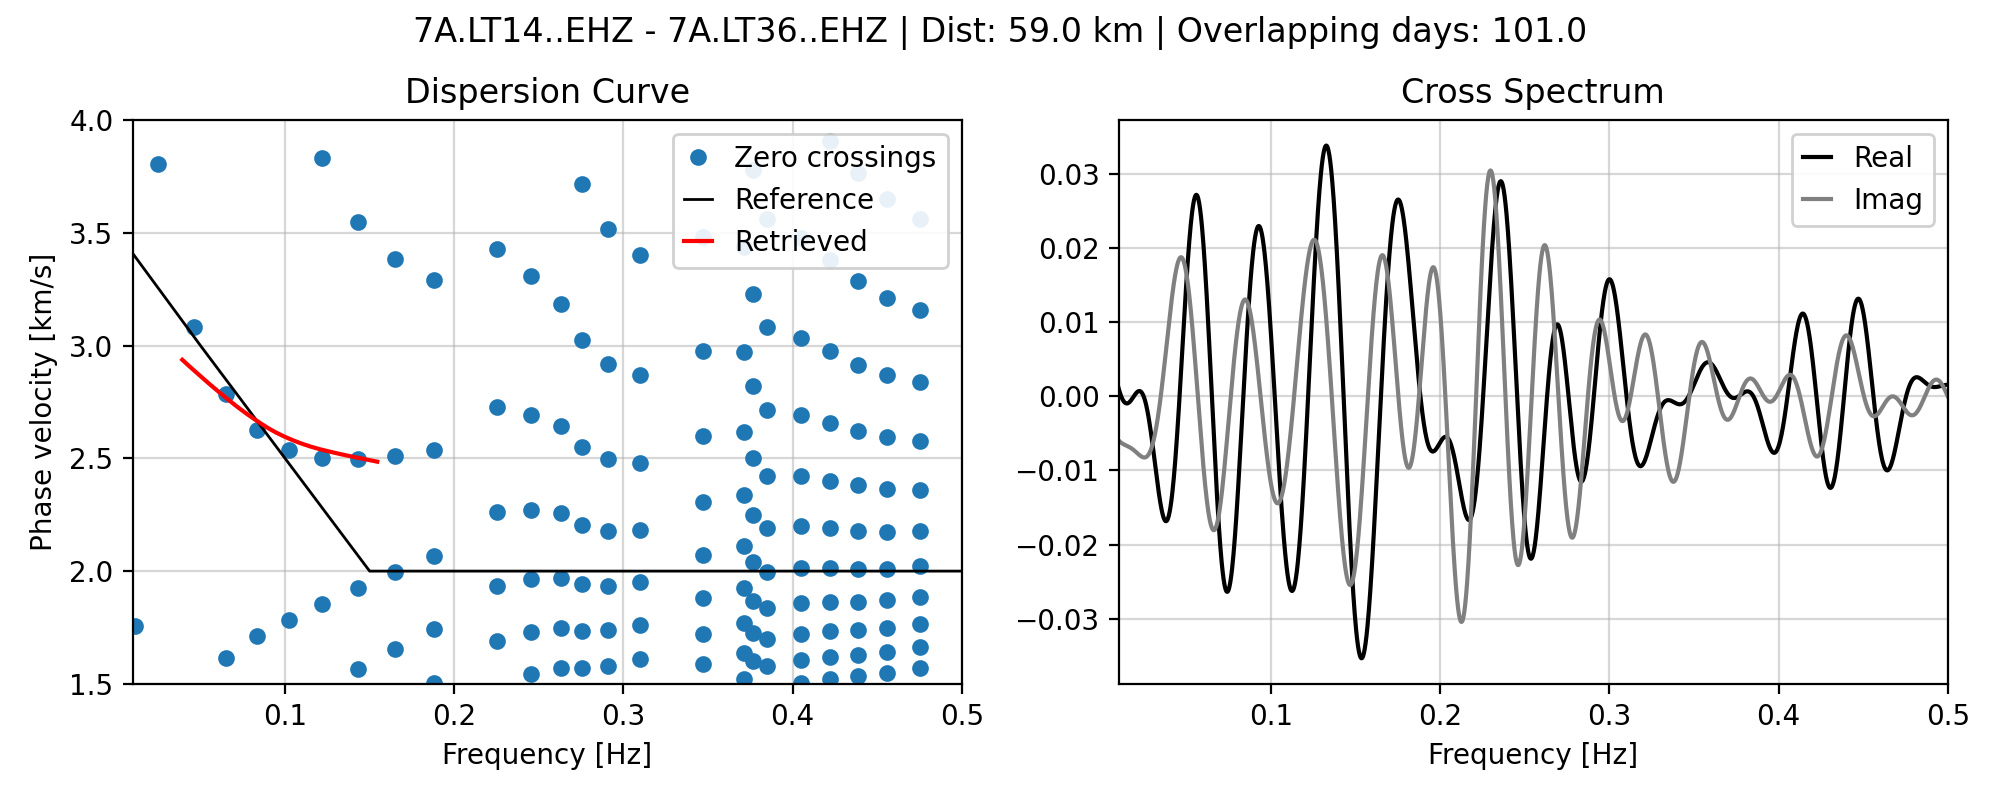 7A.LT14..EHZ - 7A.LT36..EHZ | Dist: 59.0 km | Overlapping days: 101.0
Dispersion Curve
4.0
3.5
3.0
2.5
2.0
1.5
Phase velocity [km/s]
Zero crossings
Reference
Retrieved
0.1 0.2 0.3 0.4 0.5
Frequency [Hz]
Cross Spectrum
0.03
0.02
0.01
0.00
−0.01
−0.02
−0.03
Real
Imag
0.1 0.2 0.3 0.4 0.5
Frequency [Hz]